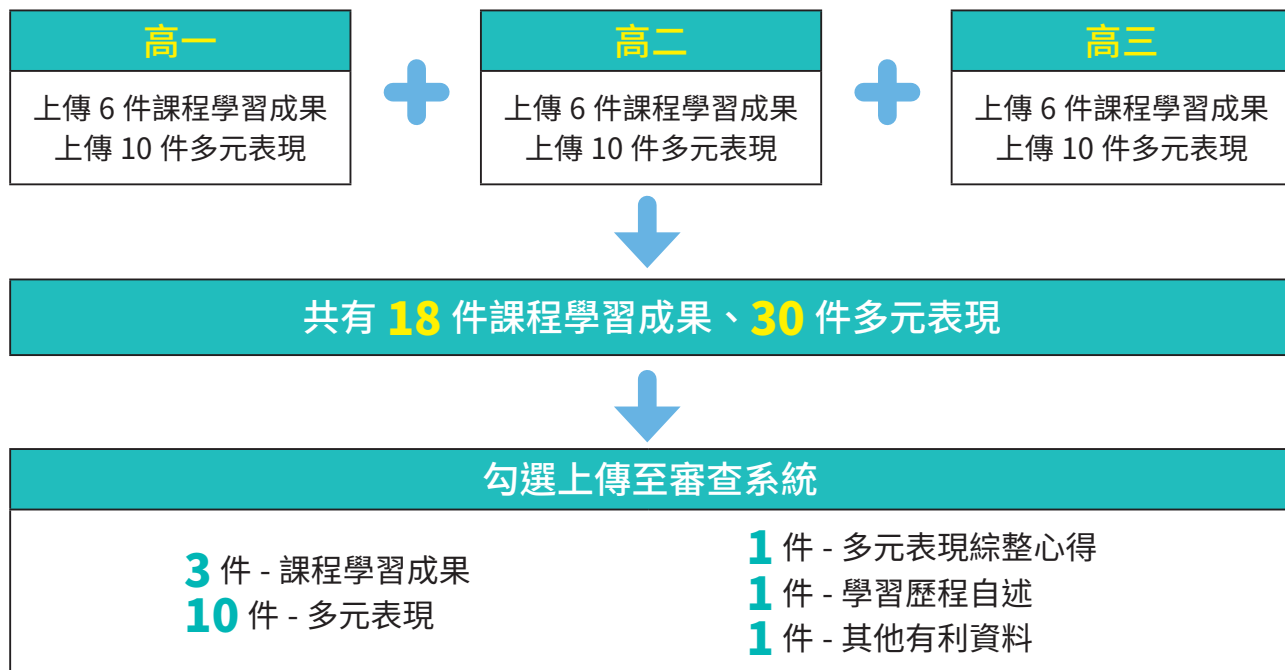 高一
上傳 6 件課程學習成果
上傳 10 件多元表現
高二
上傳 6 件課程學習成果
上傳 10 件多元表現
高三
上傳 6 件課程學習成果
上傳 10 件多元表現
共有 18 件課程學習成果、30 件多元表現
勾選上傳至審查系統
3 件 - 課程學習成果
10 件 - 多元表現
1 件 - 多元表現綜整心得
1 件 - 學習歷程自述
1 件 - 其他有利資料